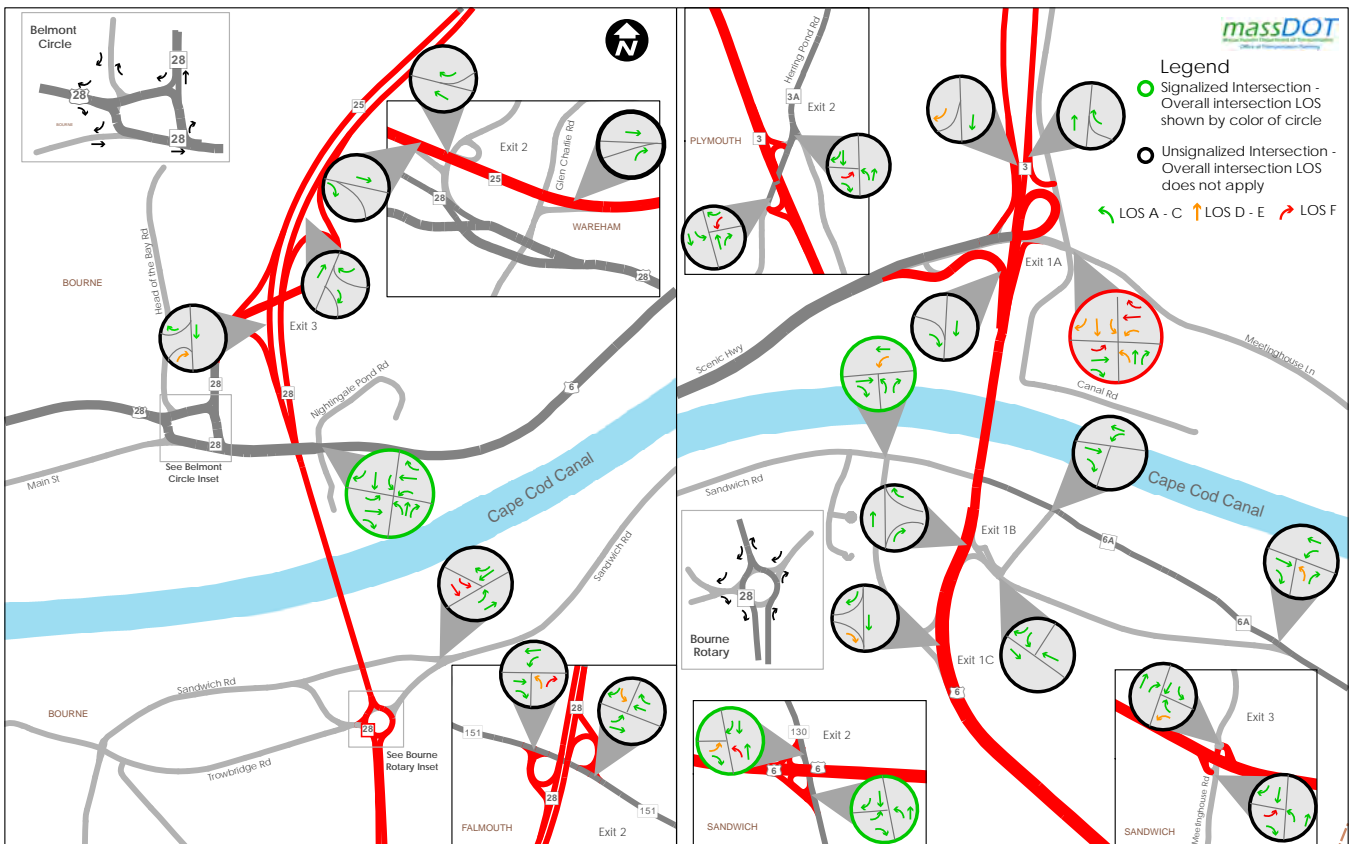 Belmont
Circle
28
28
28
BOURNE
N
25
Exit 2
25
28
Glen Charlie Rd
WAREHAM
28
BOURNE
Head of the Bay Rd
Exit 3
28
28
28
28
Nightingale Pond Rd
6
See Belmont
Circle Inset
Main St
Cape Cod Canal
Sandwich Rd
Sandwich Rd
BOURNE
28
See Bourne
Rotary Inset
Trowbridge Rd
151
28
28
151
FALMOUTH
Exit 2
Herring Pond Rd
3A
Exit 2
PLYMOUTH
3
massDOT
Office of Transportation Planning
Legend
Signalized Intersection -
Overall intersection LOS
shown by color of circle
Unsignalized Intersection -
Overall intersection LOS
does not apply
LOS A - C
LOS D - E
LOS F
3
Exit 1A
Scenic Hwy
Meetinghouse Ln
Canal Rd
Cape Cod Canal
Sandwich Rd
Exit 1B
6A
6A
28
Bourne
Rotary
Exit 1C
6
130
Exit 2
6
6
SANDWICH
Exit 3
Meetinghouse Rd
SANDWICH